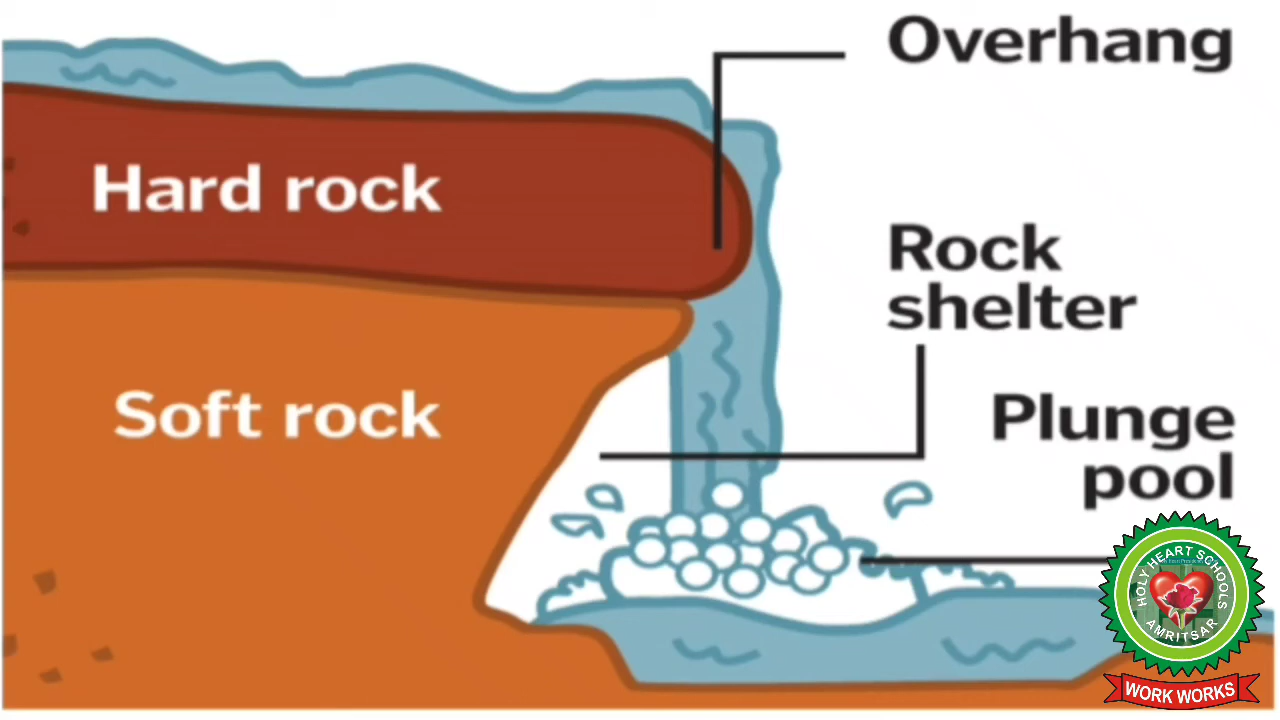 Overhang
Hard rock
Rock
shelter
Soft rock
Plunge
pool
HOLY HEART SCHOOLS
AMRITSAR
WORK WORKS